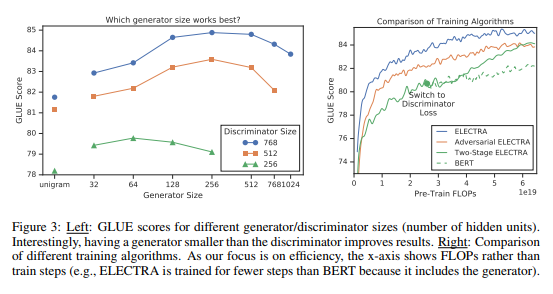 Which generator size works best?
85
84
83
82
81
80
79
78
GLUE Score
unigram
32
64
128
256
512
768
1024
Generator Size
Discriminator Size
768
512
256
Comparison of Training Algorithms
84
82
80
78
76
74
GLUE Score
Switch to
Discriminator
Loss
ELECTRA
Adversarial ELECTRA
Two-Stage ELECTRA
BERT
0
1
2
3
4
5
6
1e19
Pre-Train FLOPs
Figure 3: Left: GLUE scores for different generator/discriminator sizes (number of hidden units).
Interestingly, having a generator smaller than the discriminator improves results. Right: Comparison
of different training algorithms. As our focus is on efficiency, the x-axis shows FLOPs rather than
train steps (e.g., ELECTRA is trained for fewer steps than BERT because it includes the generator).